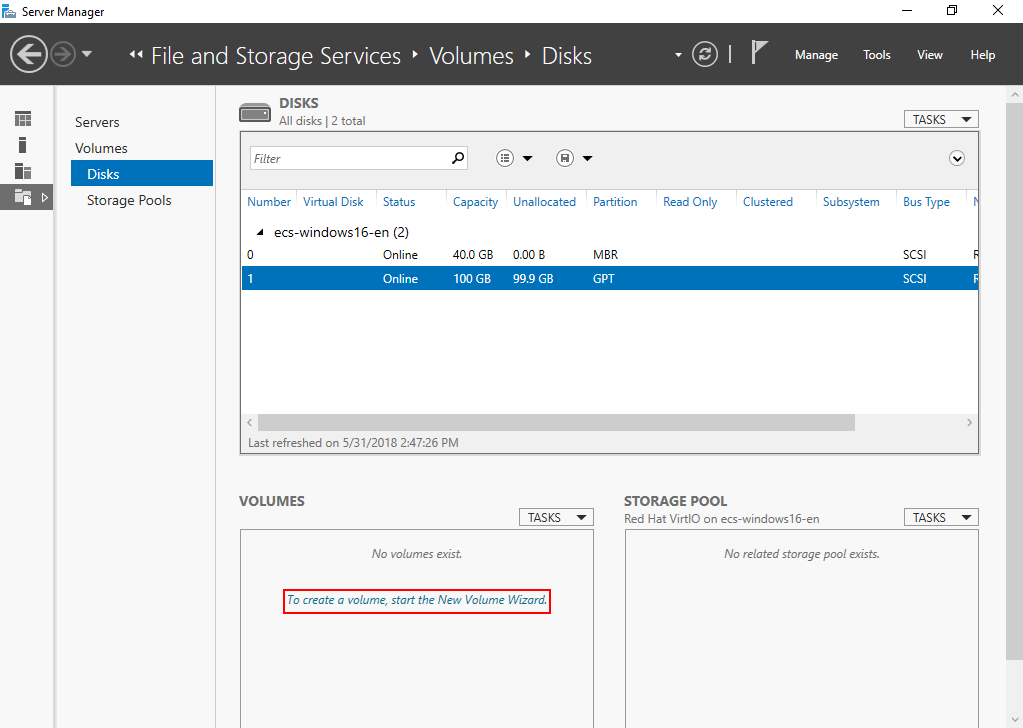 Server Manager
File and Storage Services Volumes Disks Manage Tools View Help
Servers
Volumes
Disks
Storage Pools
DISKS
All disks | 2 total
TASKS
Filter
Number Virtual Disk Status Capacity Unallocated Partition Read Only Clustered Subsystem Bus Type
ecs-windows16-en (2)
0 Online 40.0 GB 0.00 B MBR SCSI
1 Online 100 GB 99.9 GB GPT SCSI
Last refreshed on 5/31/2018 2:47:26 PM
VOLUMES
TASKS
No volumes exist.
To create a volume, start the New Volume Wizard.
STORAGE POOL
Red Hat VirtIO on ecs-windows16-en
TASKS
No related storage pool exists.